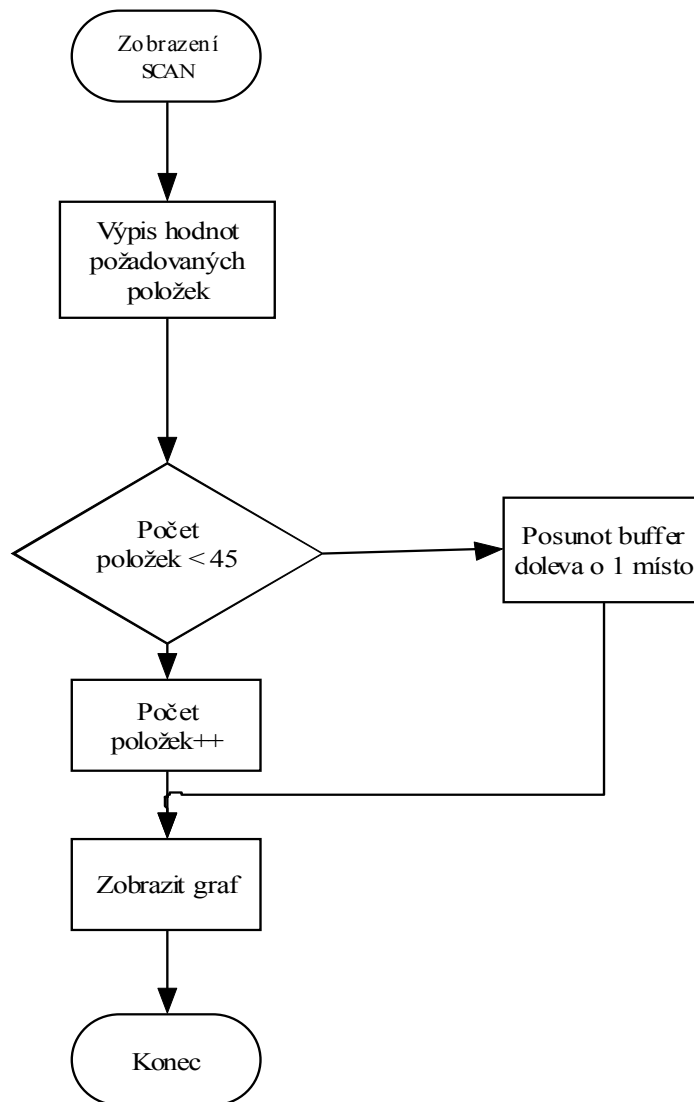 Zobrazení
SCAN
Výpis hodnot
požadovaných
položek
Počet
položek < 45
Posunot buffer
doleva o 1 místo
Počet
položek++
Zobrazit graf
Konec